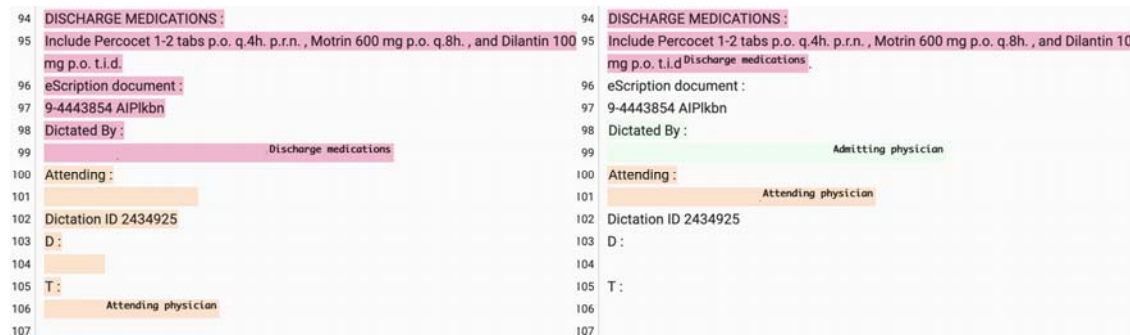 94 DISCHARGE MEDICATIONS :
95 Include Percocet 1-2 tabs p.o. q.4h. p.r.n. , Motrin 600 mg p.o. q.8h. , and Dilantin 100
mg p.o. t.i.d.
96 eScription document :
97 9-4443854 AIPlkbn
98 Dictated By :
99 Discharge medications
100 Attending :
101
102 Dictation ID 2434925
103 D :
104
105 T :
106 Attending physician
107
94 DISCHARGE MEDICATIONS :
95 Include Percocet 1-2 tabs p.o. q.4h. p.r.n. , Motrin 600 mg p.o. q.8h. , and Dilantin 10
mg p.o. t.i.d Discharge medications .
96 eScription document :
97 9-4443854 AIPlkbn
98 Dictated By :
99 Admitting physician
100 Attending :
101 Attending physician
102 Dictation ID 2434925
103 D :
104
105 T :
106
107